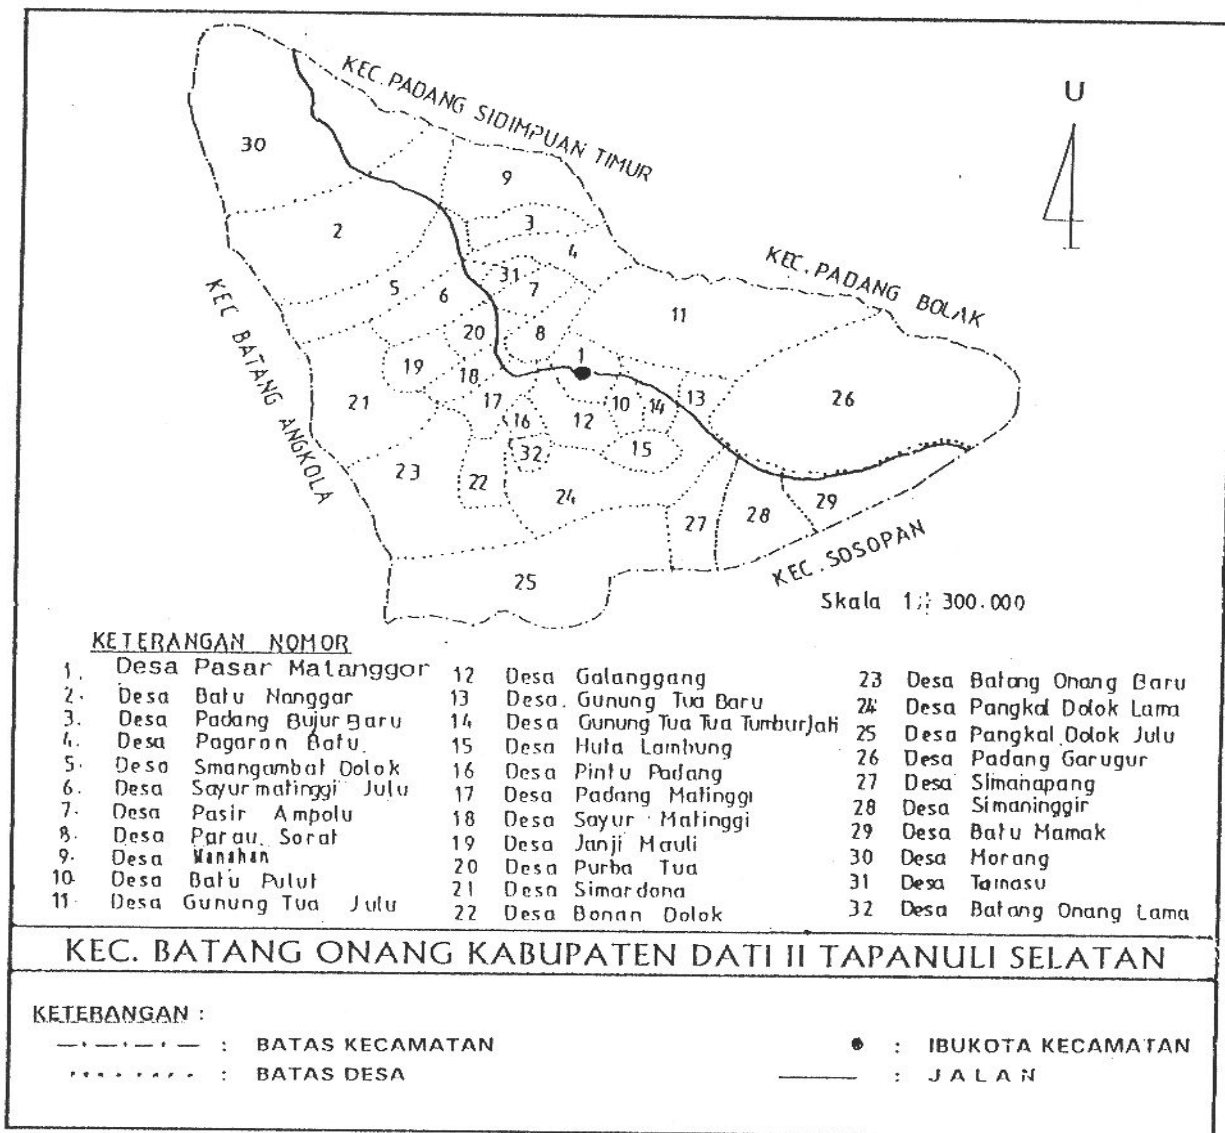 KEC. PADANG SIDIMPUAN TIMUR
U
30
9
3
2
4
KEC. PADANG BOLAK
31
5
7
6
11
KEC BATANG ANGKOLA
20
8
1
19
18
13
26
21
17
10
14
16
12
15
32
23
22
24
29
27
28
KEC. SOSOPAN
25
Skala 1 : 300.000
KETERANGAN NOMOR
1. Desa Pasar Matanggor
2. Desa Batu Nanggar
3. Desa Padang Bujur Baru
4. Desa Pagaran Batu
5. Desa Smangambat Dolok
6. Desa Sayurmatinggi Julu
7. Desa Pasir Ampolu
8. Desa Parau Sorat
9. Desa Wanahan
10. Desa Batu Pulut
11. Desa Gunung Tua Julu
12 Desa Galanggang
13 Desa. Gunung Tua Baru
14 Desa Gunung Tua Tua Tumburjati
15 Desa Huta Lambung
16 Desa Pintu Padang
17 Desa Padang Matinggi
18 Desa Sayur Matinggi
19 Desa Janji Mauli
20 Desa Purba Tua
21 Desa Simardona
22 Desa Bonan Dolok
23 Desa Batang Onang Baru
24 Desa Pangkal Dolok Lama
25 Desa Pangkal Dolok Julu
26 Desa Padang Garugur
27 Desa Simanapang
28 Desa Simaninggir
29 Desa Batu Mamak
30 Desa Morang
31 Desa Tamasu
32 Desa Batang Onang Lama
KEC. BATANG ONANG KABUPATEN DATI II TAPANULI SELATAN
KETERANGAN :
: BATAS KECAMATAN
: BATAS DESA
: IBUKOTA KECAMATAN
: JALAN